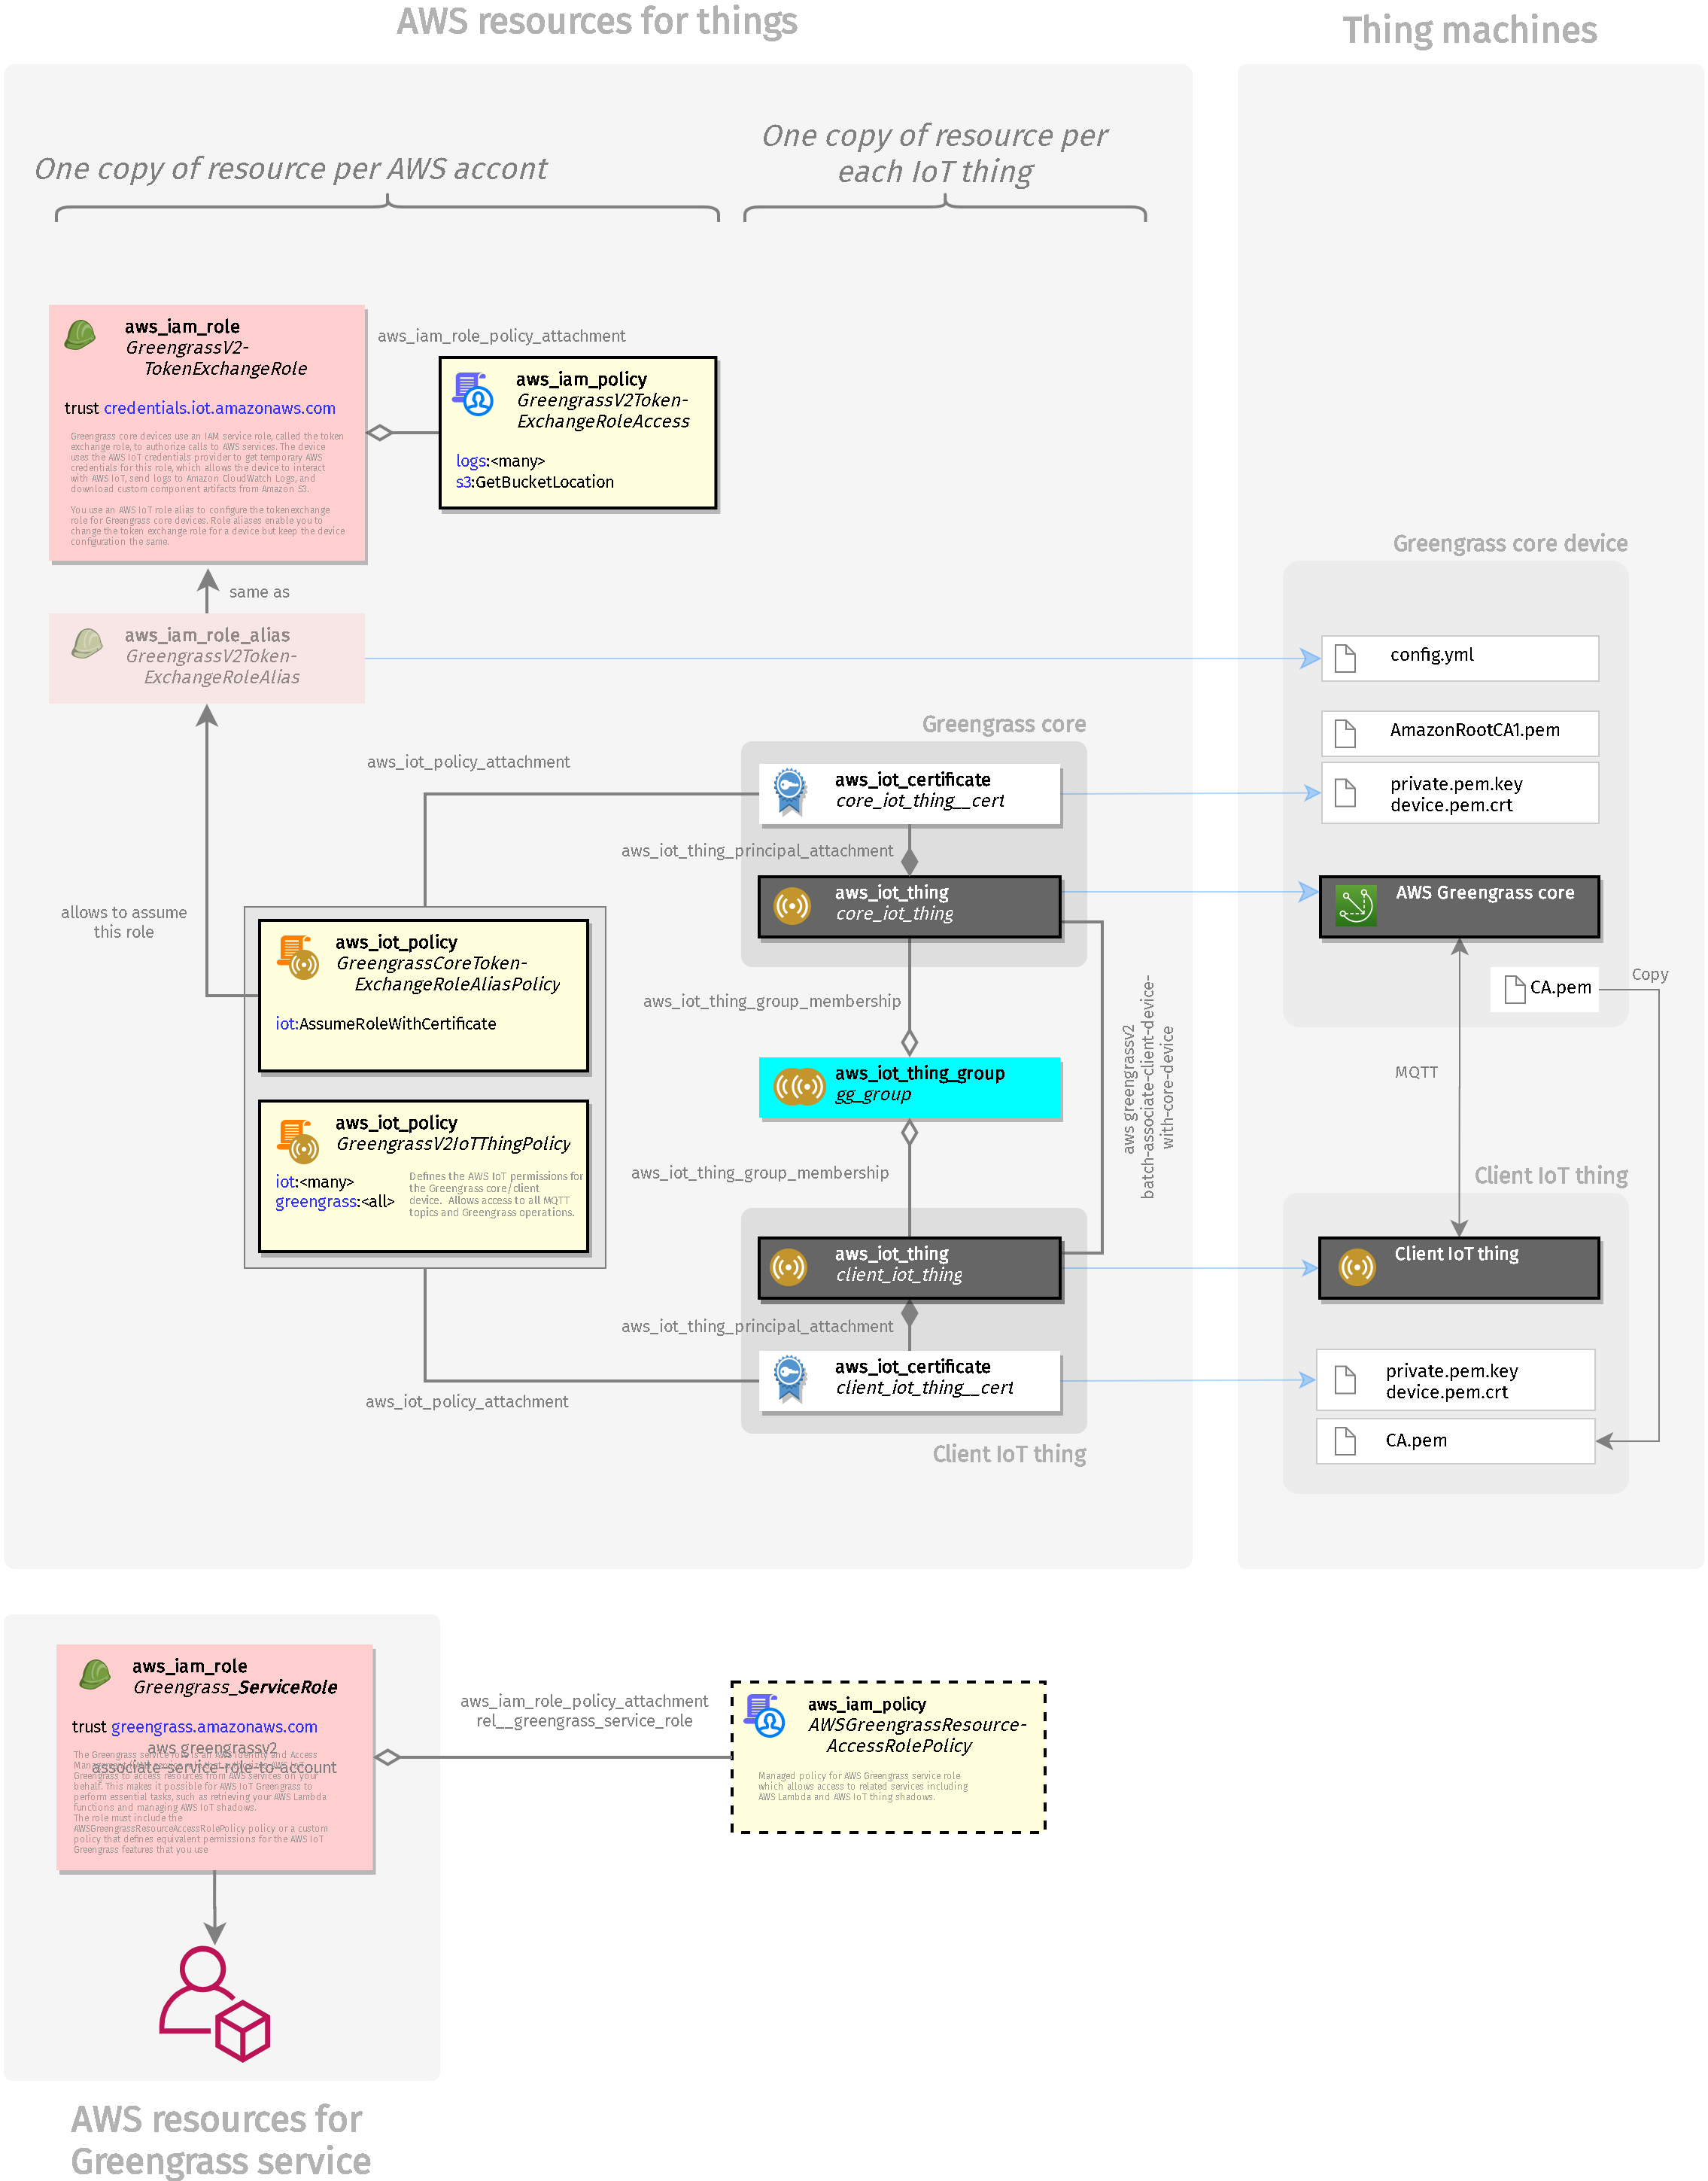 AWS resources for things
Thing machines
One copy of resource per AWS accont
One copy of resource per
each IoT thing
aws_iam_role
GreengrassV2-
TokenExchangeRole
trust credentials.iot.amazonaws.com
Greengrass core devices use an IAM service role, called the token
exchange role, to authorize calls to AWS services. The device
uses the AWS IoT credentials provider to get temporary AWS
credentials for this role, which allows the device to interact
with AWS IoT, send logs to Amazon CloudWatch Logs, and
download custom component artifacts from Amazon S3.
You use an AWS IoT role alias to configure the tokenexchange
role for Greengrass core devices. Role aliases enable you to
change the token exchange role for a device but keep the device
configuration the same.
aws_iam_role_policy_attachment
aws_iam_policy
GreengrassV2Token-
ExchangeRoleAccess
logs:<many>
s3:GetBucketLocation
same as
aws_iam_role_alias
GreengrassV2Token-
ExchangeRoleAlias
Greengrass core device
config.yml
AmazonRootCA1.pem
private.pem.key
device.pem.crt
AWS Greengrass core
CA.pem
Copy
MQTT
Greengrass core
aws_iot_policy_attachment
aws_iot_certificate
core_iot_thing__cert
aws_iot_thing_principal_attachment
aws_iot_thing
core_iot_thing
allows to assume
this role
aws_iot_policy
GreengrassCoreToken-
ExchangeRoleAliasPolicy
iot:AssumeRoleWithCertificate
aws_iot_thing_group_membership
aws greengrassv2
batch-associate-client-device-
with-core-device
aws_iot_thing_group
gg_group
aws_iot_policy
GreengrassV2IoTThingPolicy
iot:<many>
greengrass:<all>
Defines the AWS IoT permissions for
the Greengrass core/client
device. Allows access to all MQTT
topics and Greengrass operations.
aws_iot_thing_group_membership
Client IoT thing
aws_iot_thing
client_iot_thing
Client IoT thing
aws_iot_thing_principal_attachment
aws_iot_certificate
client_iot_thing__cert
aws_iot_policy_attachment
private.pem.key
device.pem.crt
CA.pem
Client IoT thing
aws_iam_role
Greengrass_ServiceRole
trust greengrass.amazonaws.com
aws greengrassv2
associate-service-role-to-account
The Greengrass service role is an AWS Identity and Access
Greengrass to access resources from AWS services on your
behalf. This makes it possible for AWS IoT Greengrass to
perform essential tasks, such as retrieving your AWS Lambda
functions and managing AWS IoT shadows.
The role must include the
AWSGreengrassResourceAccessRolePolicy policy or a custom
policy that defines equivalent permissions for the AWS IoT
Greengrass features that you use
aws_iam_role_policy_attachment
rel__greengrass_service_role
aws_iam_policy
AWSGreengrassResource-
AccessRolePolicy
Managed policy for AWS Greengrass service role
which allows access to related services including
AWS Lambda and AWS IoT thing shadows.
AWS resources for
Greengrass service